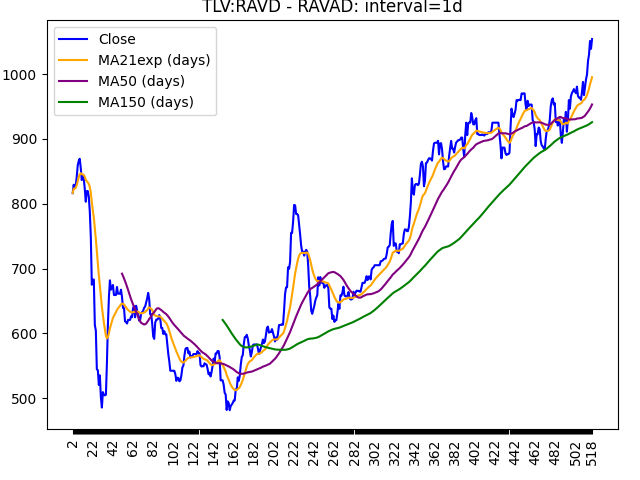 TLV:RAVD - RAVAD: interval=1d
Close
MA21exp (days)
MA50 (days)
MA150 (days)
1000
900
800
700
600
500
2 22 42 62 82 102 122 142 162 182 202 222 242 262 282 302 322 342 362 382 402 422 442 462 482 502 518